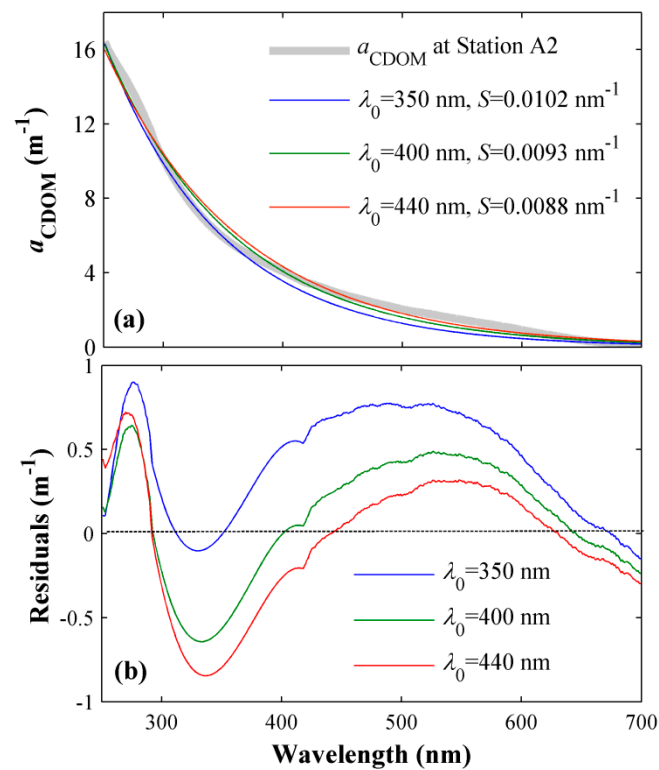 16
12
8
4
0
a_CDOM (m⁻¹)
a_CDOM at Station A2
λ₀=350 nm, S=0.0102 nm⁻¹
λ₀=400 nm, S=0.0093 nm⁻¹
λ₀=440 nm, S=0.0088 nm⁻¹
(a)
1
0.5
0
-0.5
-1
Residuals (m⁻¹)
λ₀=350 nm
λ₀=400 nm
λ₀=440 nm
(b)
300 400 500 600 700
Wavelength (nm)